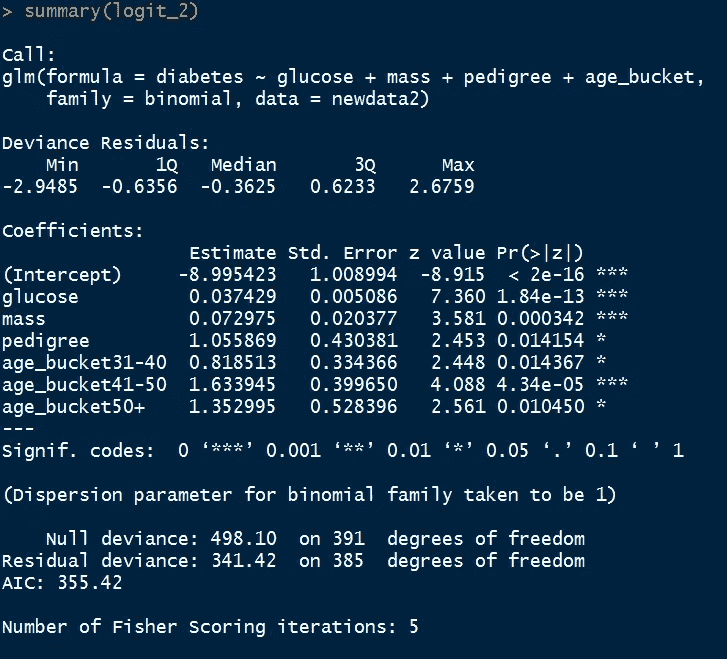 > summary(logit_2)
Call:
glm(formula = diabetes ~ glucose + mass + pedigree + age_bucket,
    family = binomial, data = newdata2)
Deviance Residuals:
    Min      1Q  Median      3Q     Max
-2.9485 -0.6356 -0.3625  0.6233  2.6759
Coefficients:
                Estimate Std. Error z value Pr(>|z|)
(Intercept)    -8.995423   1.008994  -8.915  < 2e-16 ***
glucose         0.037429   0.005086   7.360 1.84e-13 ***
mass            0.072975   0.020377   3.581 0.000342 ***
pedigree        1.055869   0.430381   2.453 0.014154 *
age_bucket31-40 0.818513   0.334366   2.448 0.014367 *
age_bucket41-50 1.633945   0.399650   4.088 4.34e-05 ***
age_bucket50+   1.352995   0.528396   2.561 0.010450 *
---
Signif. codes:  0 ‘***’ 0.001 ‘**’ 0.01 ‘*’ 0.05 ‘.’ 0.1 ‘ ’ 1
(Dispersion parameter for binomial family taken to be 1)
    Null deviance: 498.10  on 391  degrees of freedom
Residual deviance: 341.42  on 385  degrees of freedom
AIC: 355.42
Number of Fisher Scoring iterations: 5